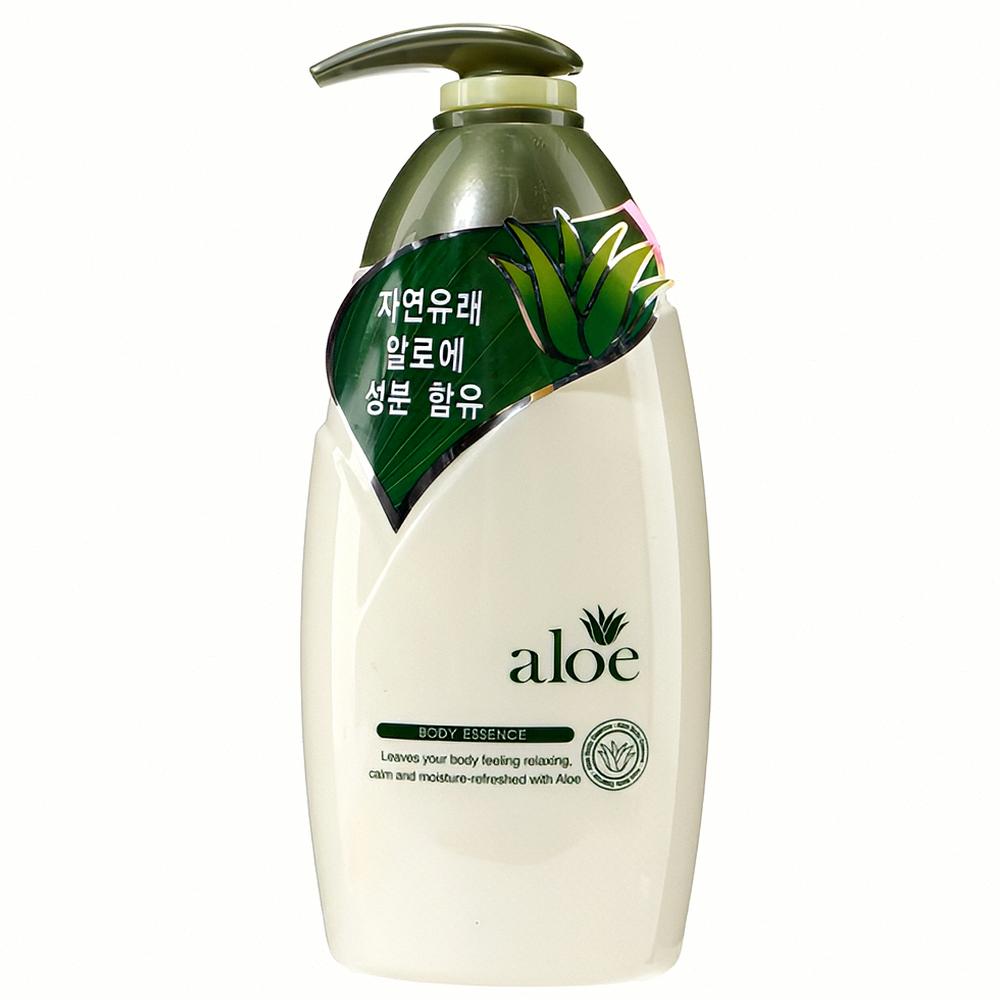 자연유래
알로에
성분 함유
aloe
BODY ESSENCE
Leaves your body feeling relaxing,
calm and moisture-refreshed with Aloe